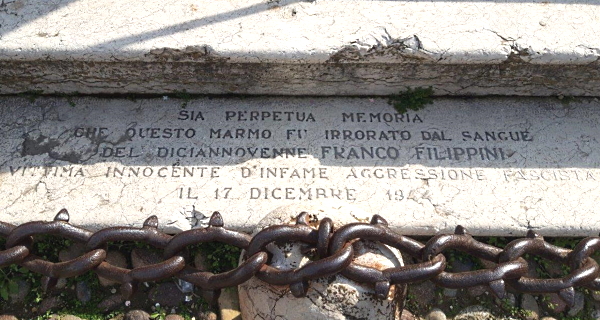 SIA PERPETUA MEMORIA
CHE QUESTO MARMO FU IRRORATO DAL SANGUE
DEL DICIANNOVENNE FRANCO FILIPPINI
VITTIMA INNOCENTE D'INFAME AGGRESSIONE FASCISTA
IL 17 DICEMBRE 1944